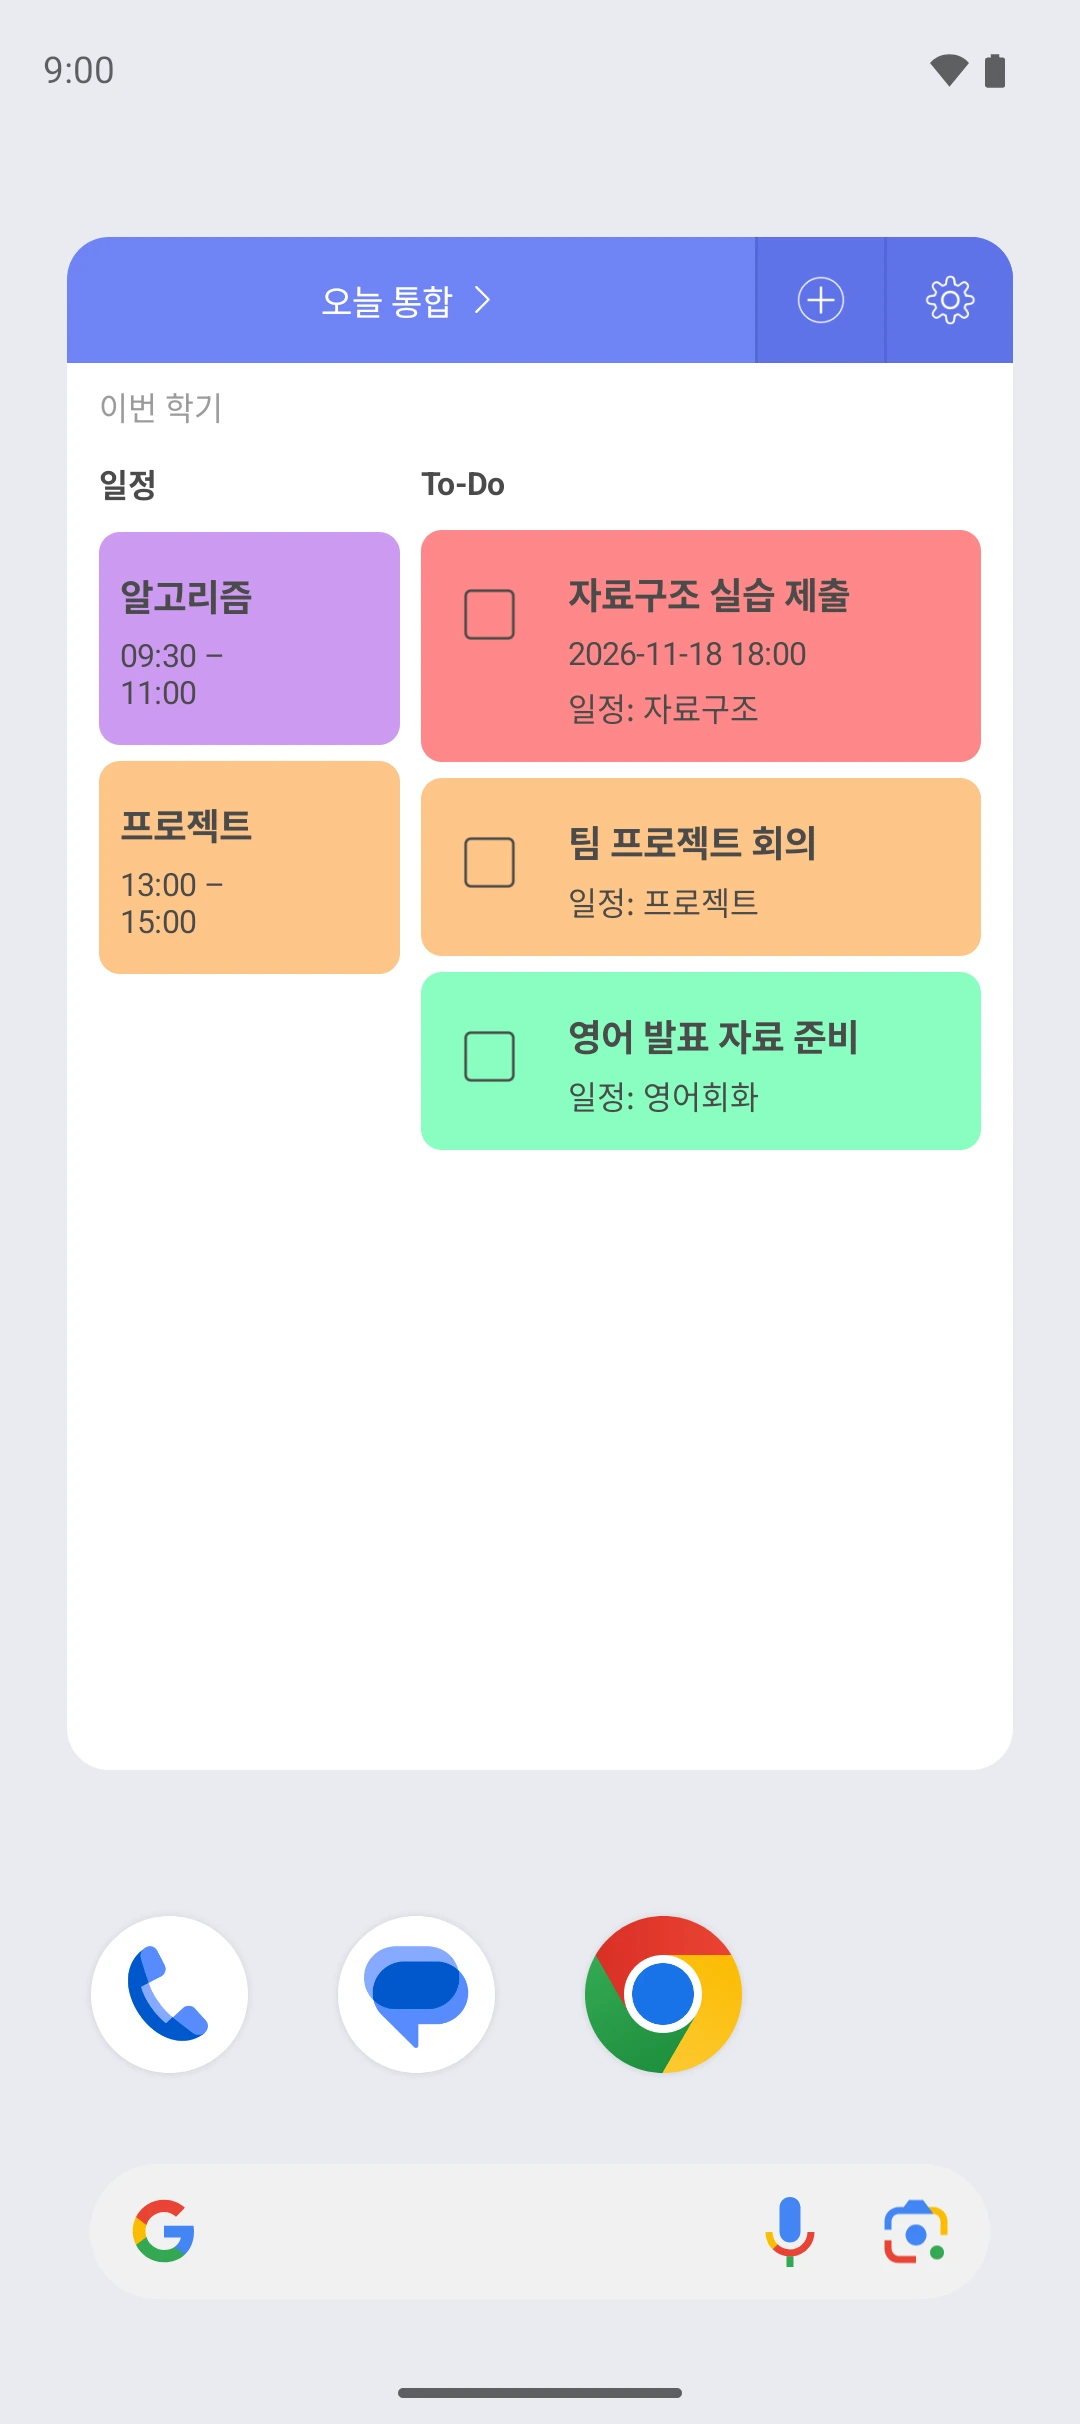 9:00
오늘 통합
이번 학기
일정
알고리즘
09:30 –
11:00
프로젝트
13:00 –
15:00
To-Do
자료구조 실습 제출
2026-11-18 18:00
일정: 자료구조
팀 프로젝트 회의
일정: 프로젝트
영어 발표 자료 준비
일정: 영어회화